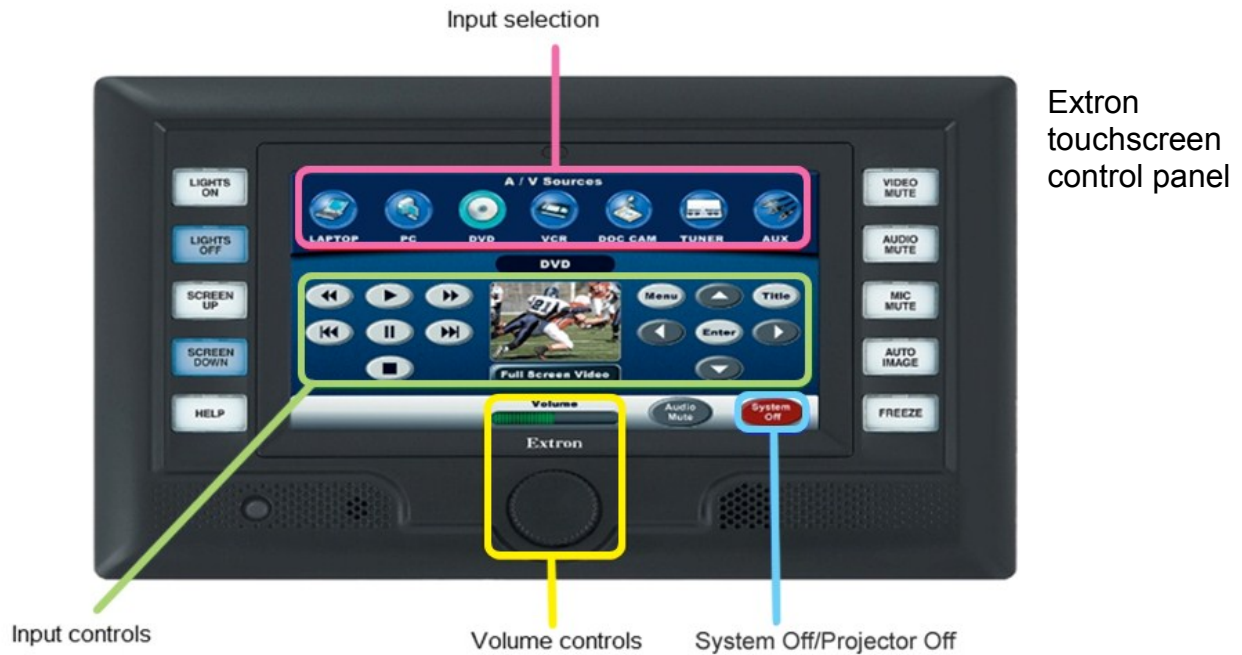 Input selection
Extron
touchscreen
control panel
LIGHTS
ON
LIGHTS
OFF
SCREEN
UP
SCREEN
DOWN
HELP
A / V Sources
LAPTOP PC DVD VCR DOC CAM TUNER AUX
DVD
Menu Title
Enter
21
Full Screen Video
Volume
Audio
Mute
System
Off
Extron
VIDEO
MUTE
AUDIO
MUTE
MIC
MUTE
AUTO
IMAGE
FREEZE
Input controls
Volume controls
System Off/Projector Off